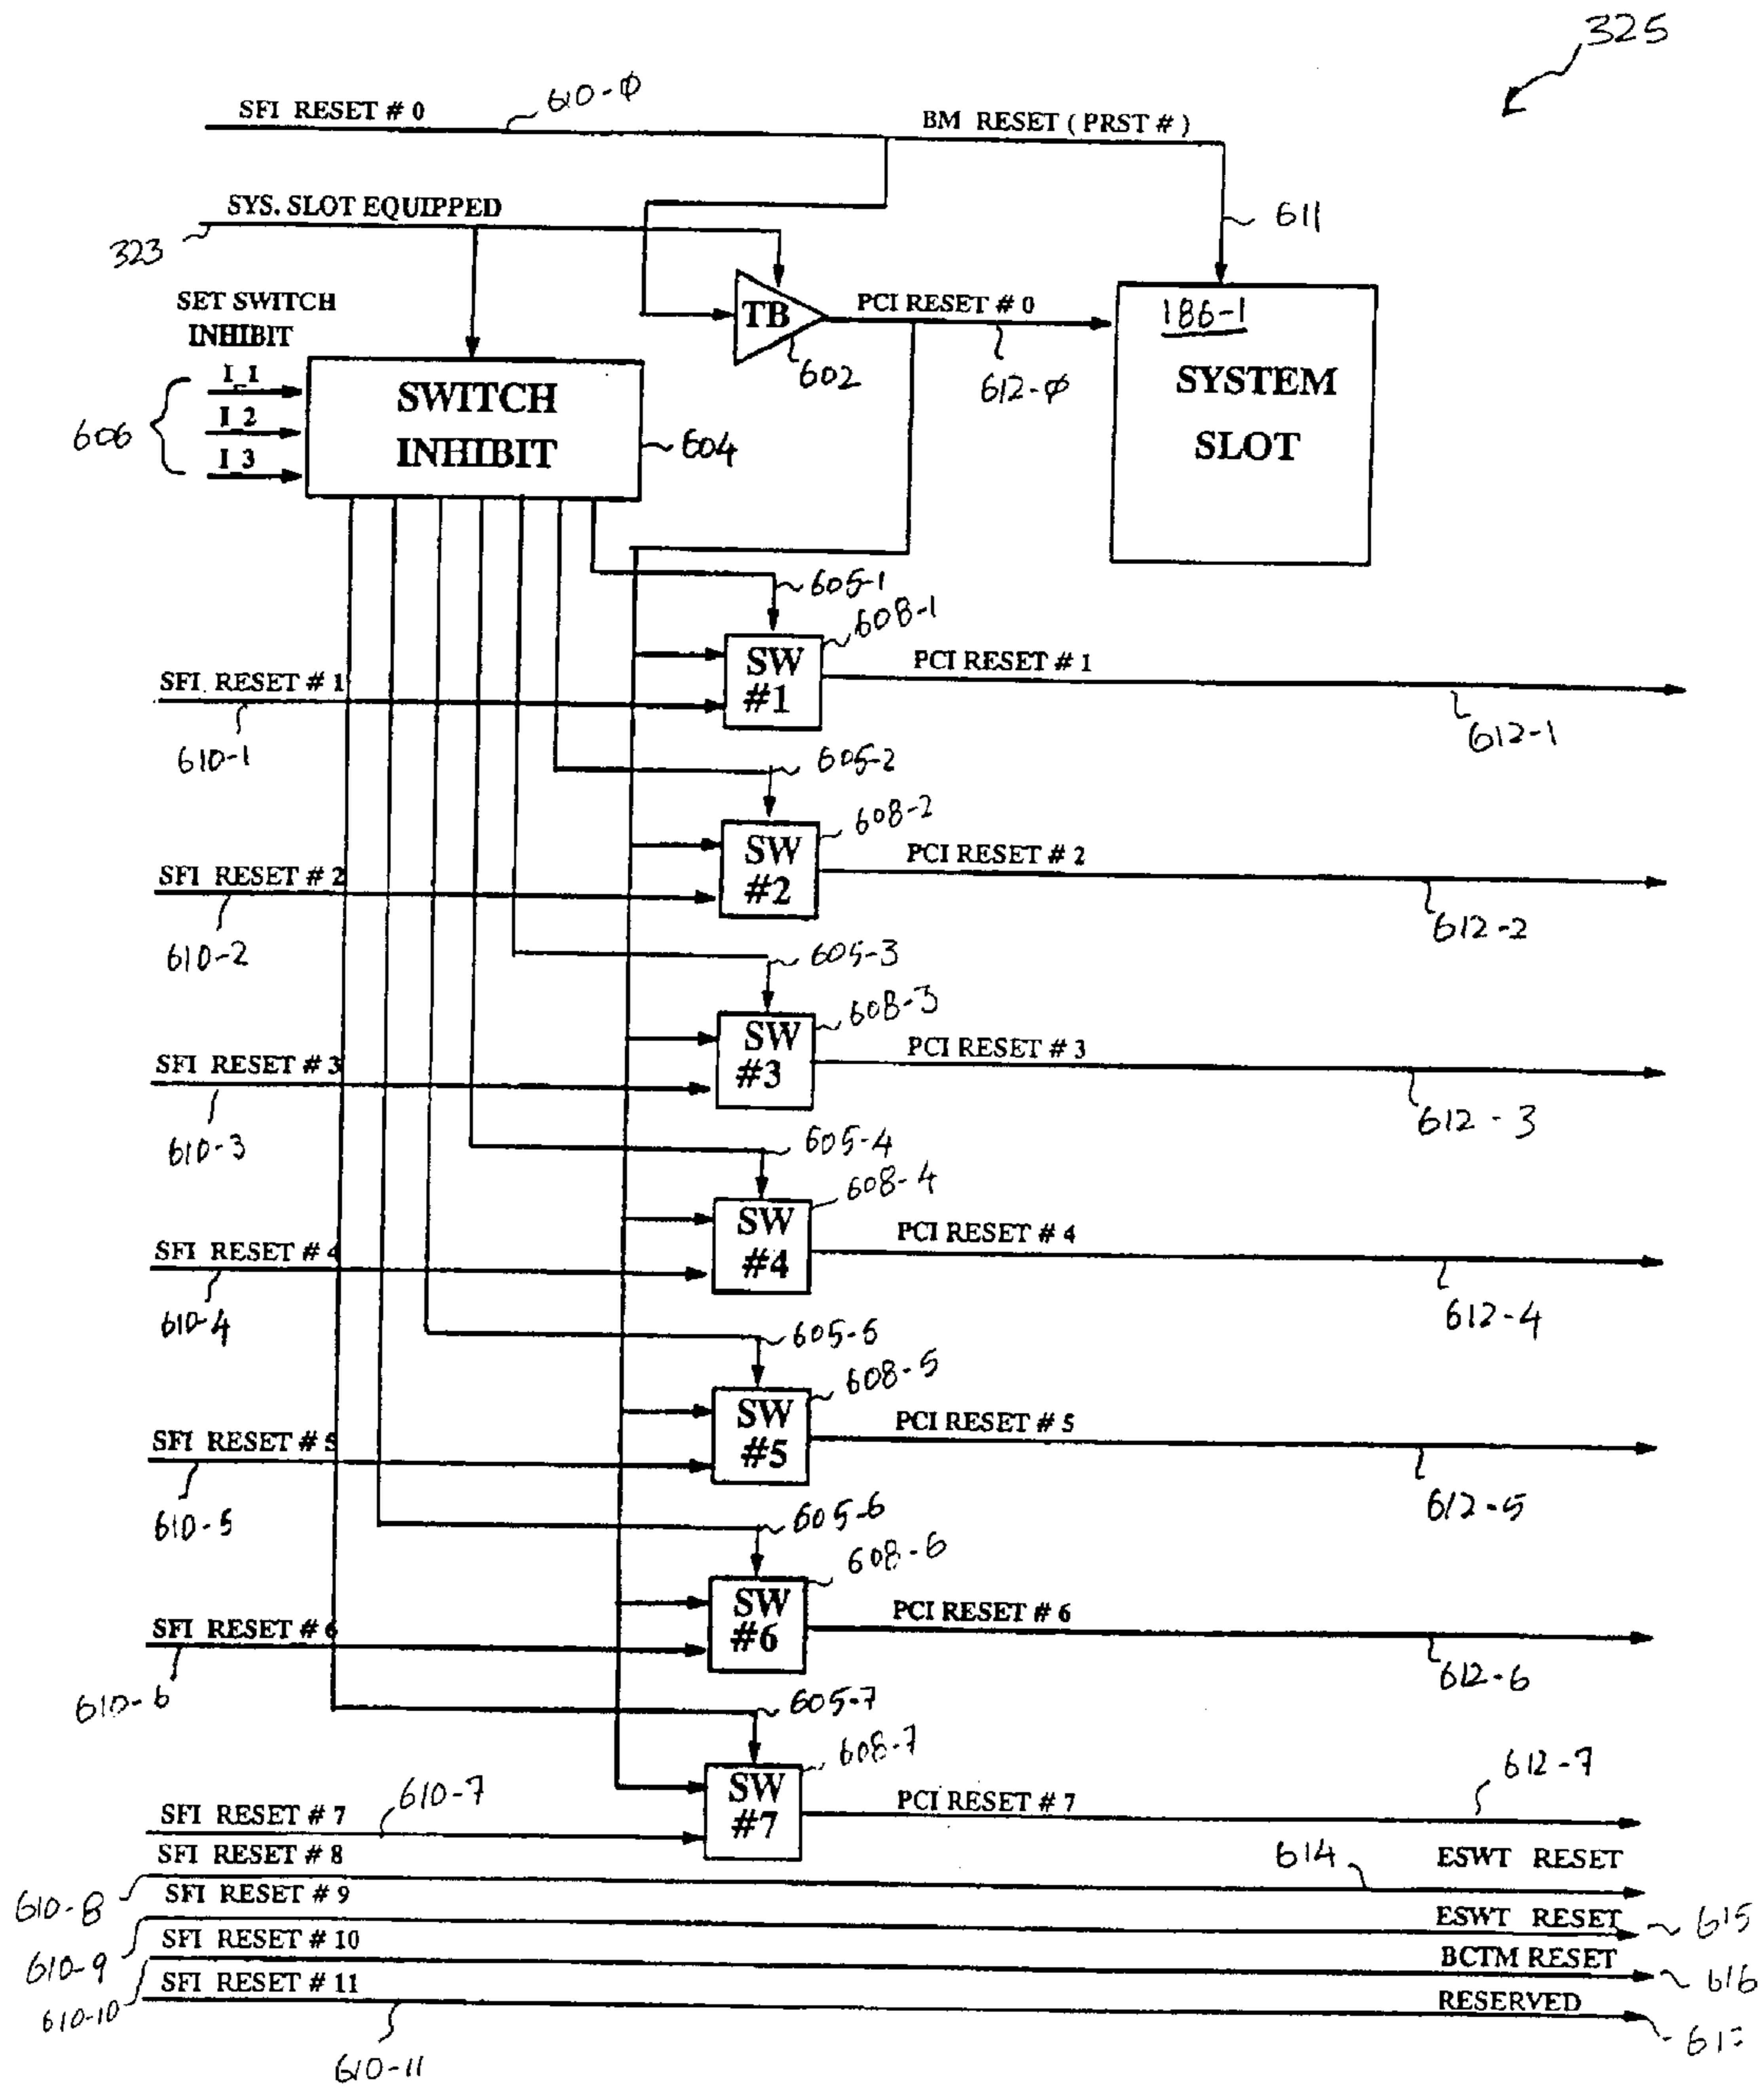 325
SFI RESET # 0
610-0
BM RESET ( PRST # )
SYS. SLOT EQUIPPED
323
611
SET SWITCH
INHIBIT
I_1
I_2
I_3
606
SWITCH
INHIBIT
604
TB
602
PCI RESET # 0
612-0
186-1
SYSTEM
SLOT
605-1
608-1
SW
#1
SFI RESET # 1
610-1
PCI RESET # 1
612-1
605-2
608-2
SW
#2
SFI RESET # 2
610-2
PCI RESET # 2
612-2
605-3
608-3
SW
#3
SFI RESET # 3
610-3
PCI RESET # 3
612-3
605-4
608-4
SW
#4
SFI RESET # 4
610-4
PCI RESET # 4
612-4
605-5
608-5
SW
#5
SFI RESET # 5
610-5
PCI RESET # 5
612-5
605-6
608-6
SW
#6
SFI RESET # 6
610-6
PCI RESET # 6
612-6
605-7
608-7
SW
#7
SFI RESET # 7
610-7
PCI RESET # 7
612-7
SFI RESET # 8
610-8
614
ESWT RESET
SFI RESET # 9
610-9
ESWT RESET
615
SFI RESET # 10
610-10
BCTM RESET
616
SFI RESET # 11
610-11
RESERVED